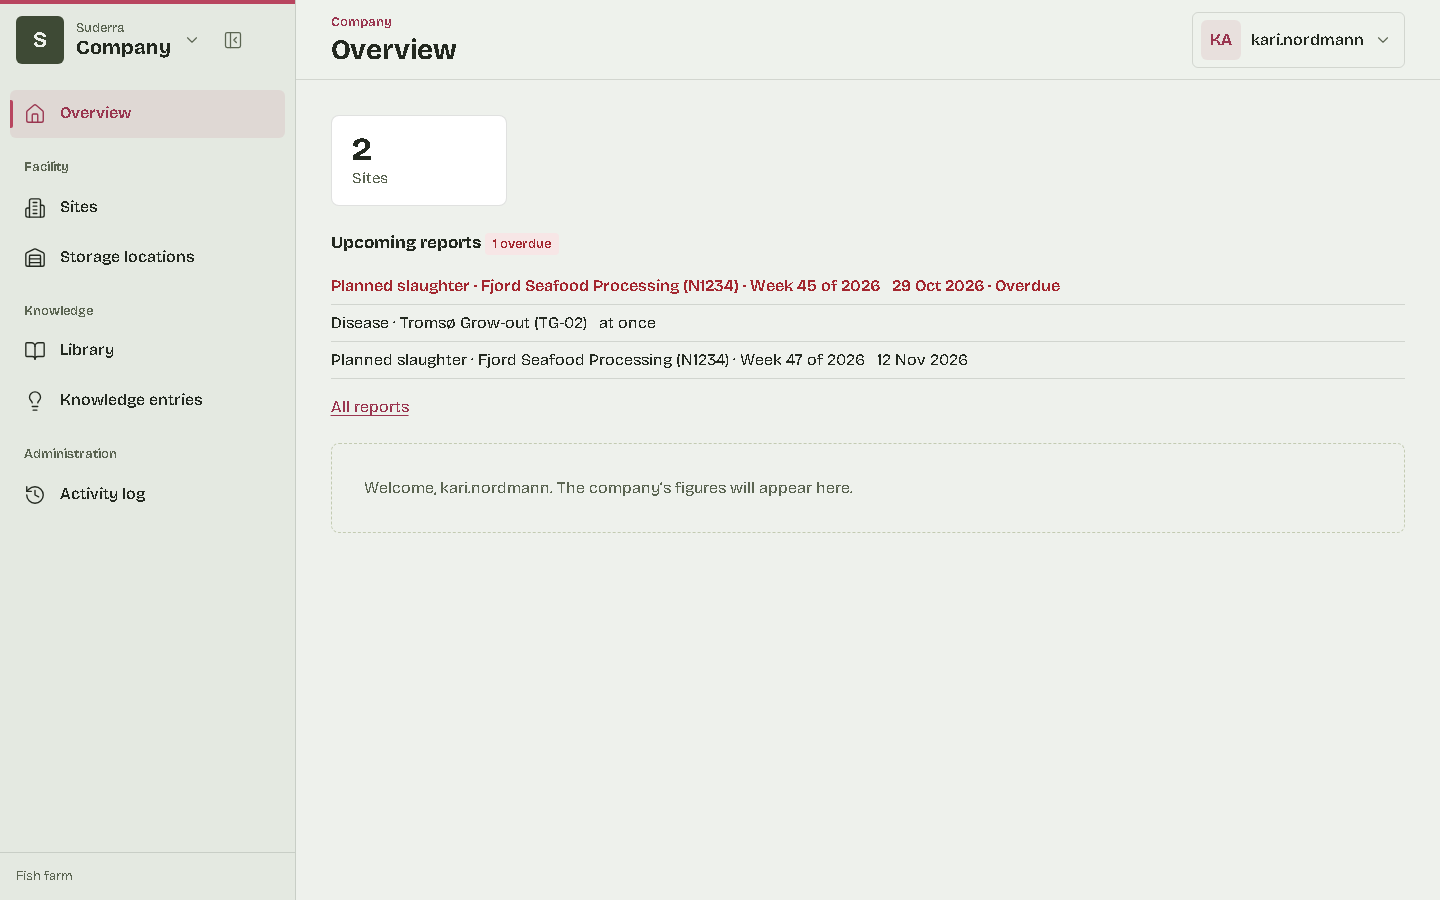 S
Suderra
Company
Overview
Facility
Sites
Storage locations
Knowledge
Library
Knowledge entries
Administration
Activity log
Fish farm
Company
Overview
KA
kari.nordmann
2
Sites
Upcoming reports 1 overdue
Planned slaughter · Fjord Seafood Processing (N1234) · Week 45 of 2026 29 Oct 2026 · Overdue
Disease · Tromsø Grow-out (TG-02) at once
Planned slaughter · Fjord Seafood Processing (N1234) · Week 47 of 2026 12 Nov 2026
All reports
Welcome, kari.nordmann. The company's figures will appear here.